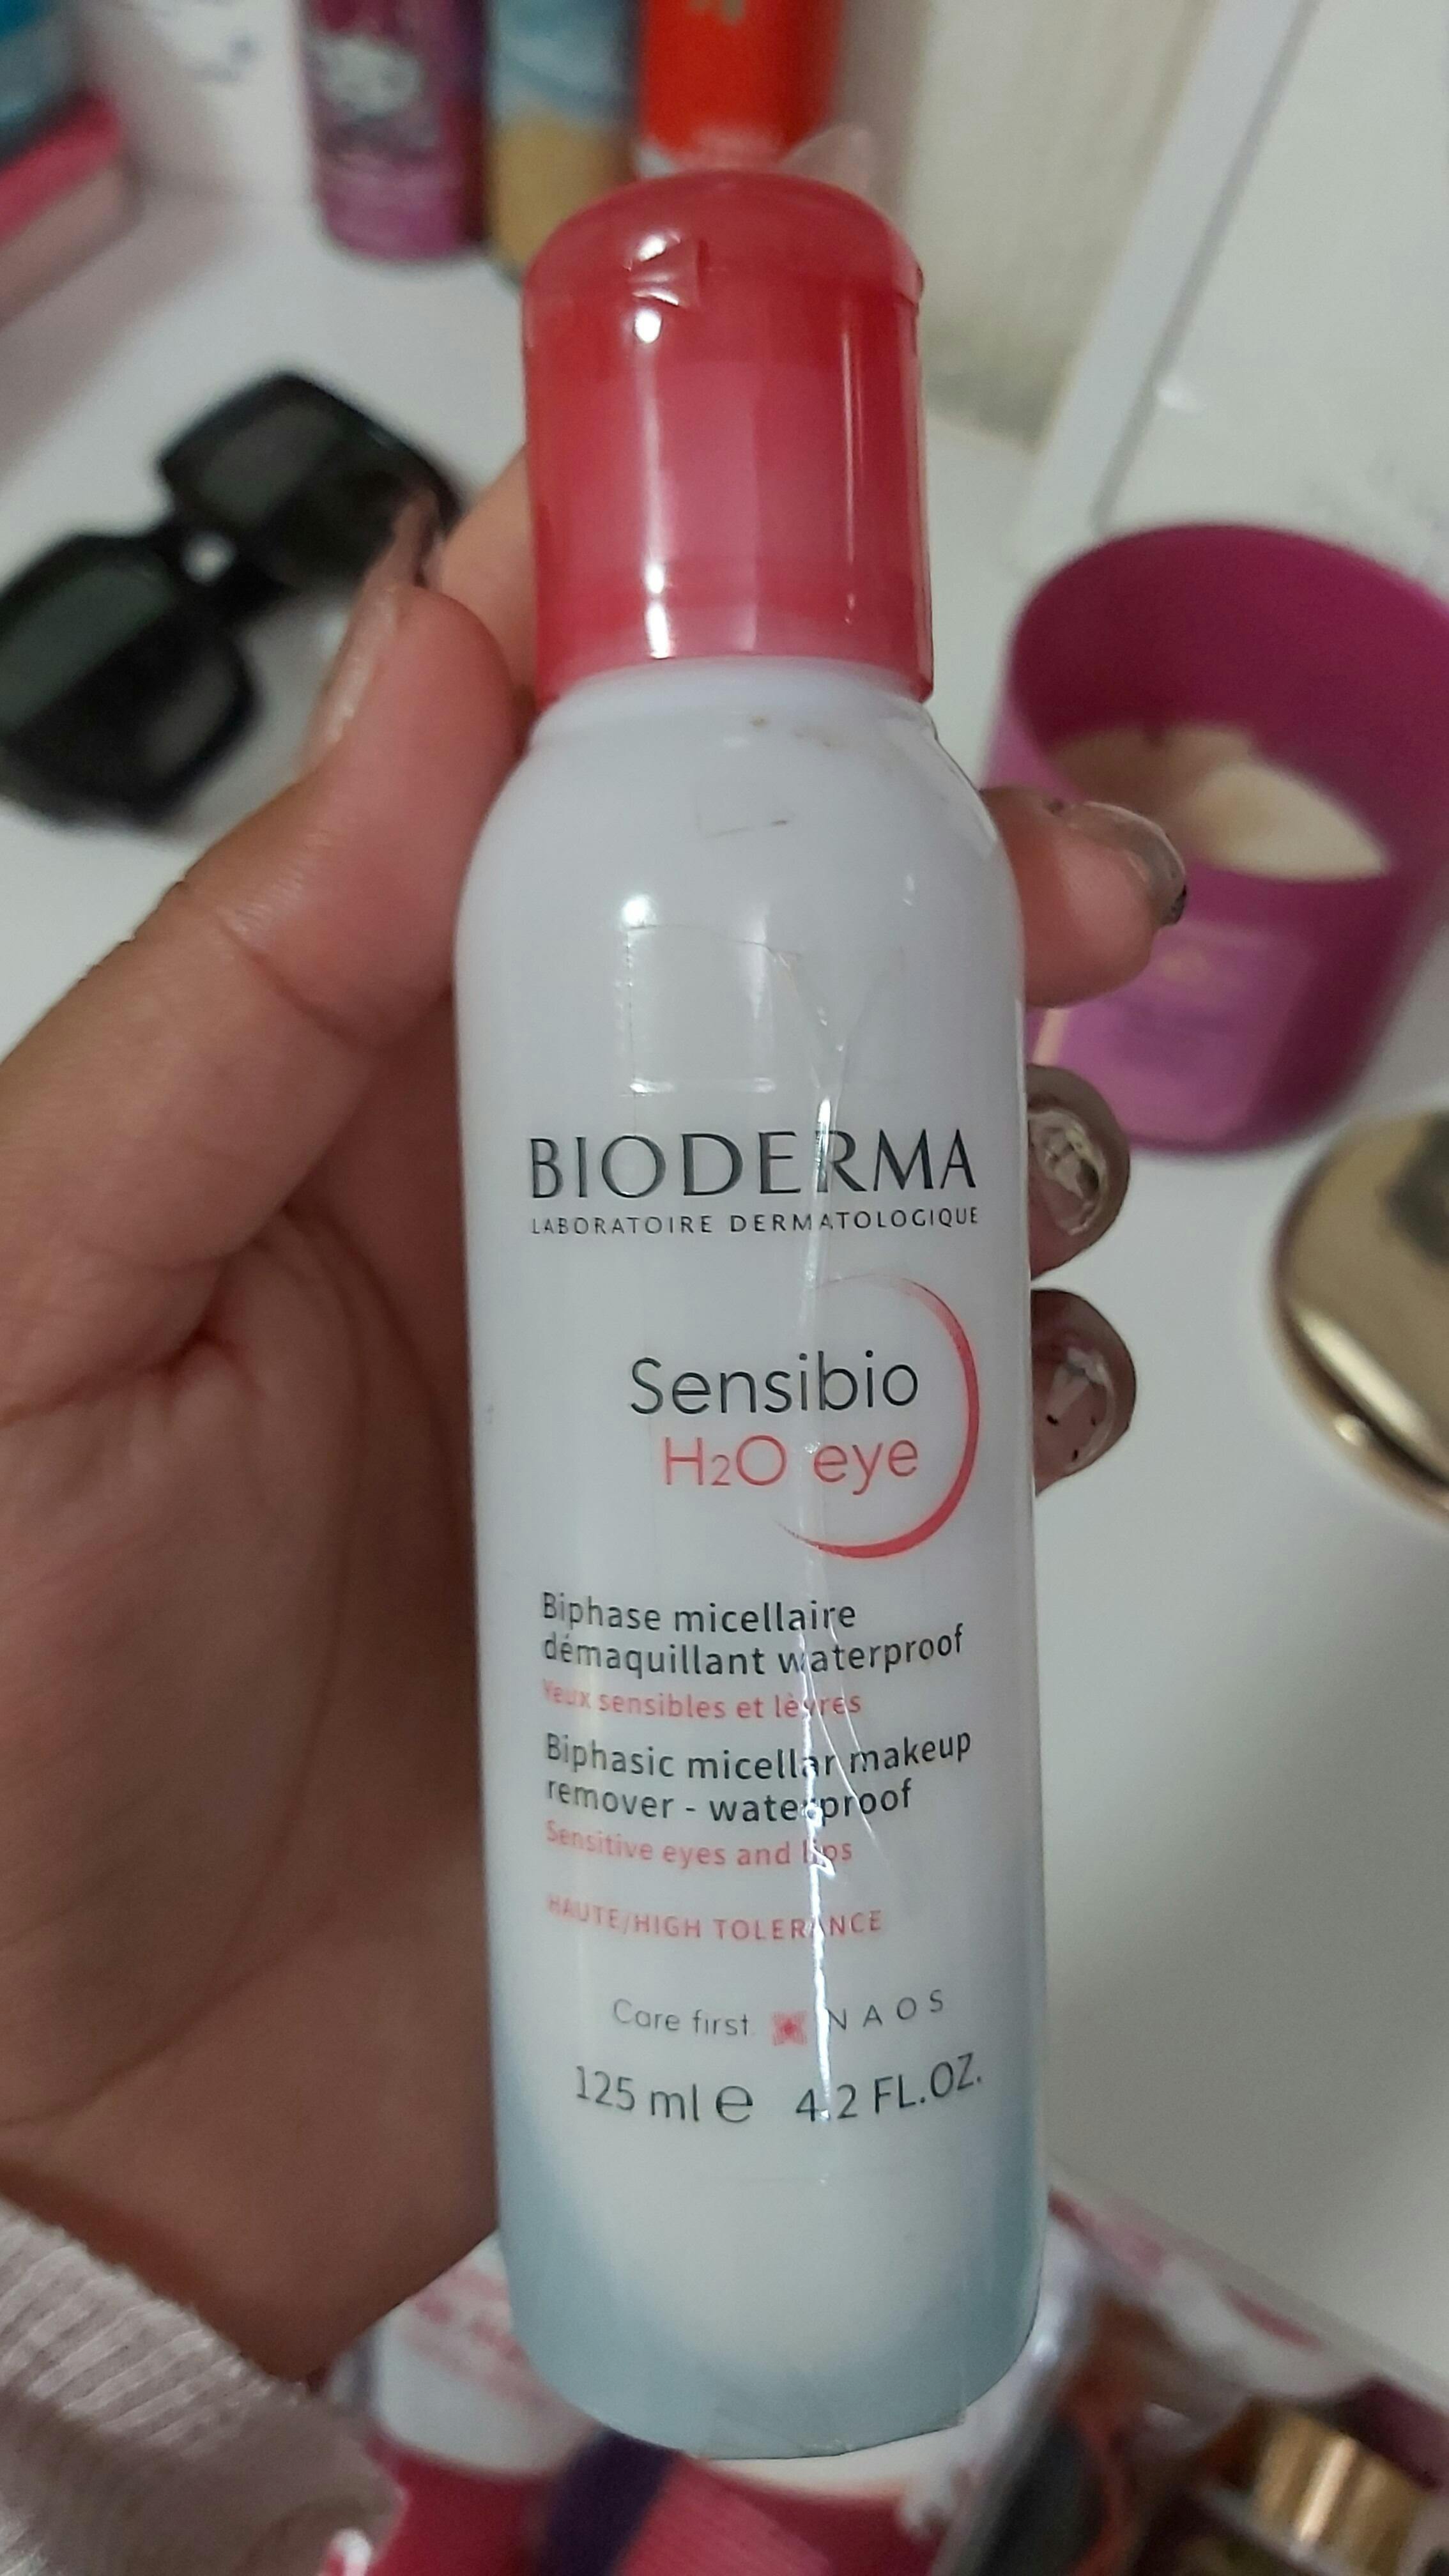 BIODERMA
LABORATOIRE DERMATOLOGIQUE
Sensibio
H2O eye
Biphase micellaire
démaquillant waterproof
Yeux sensibles et lèvres
Biphasic micellar makeup
remover - waterproof
Sensitive eyes and lips
HAUTE/HIGH TOLERANCE
Care first NAOS
125 ml e 4.2 FL.OZ.